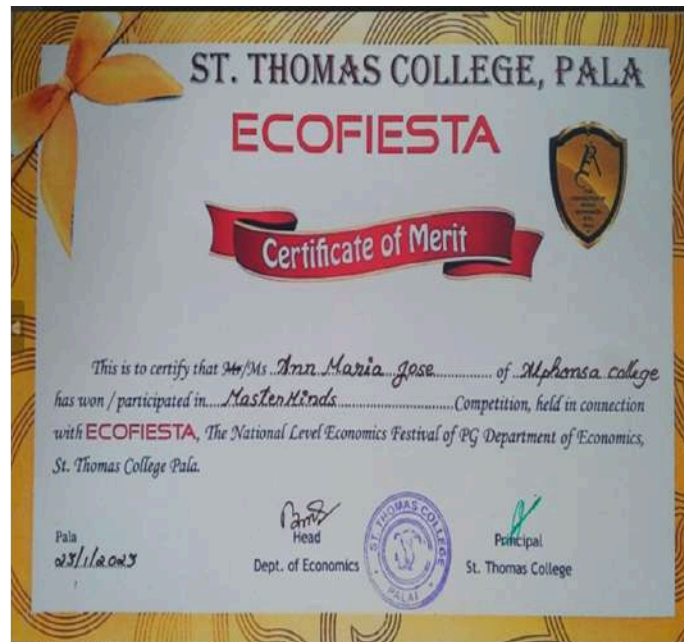 ST. THOMAS COLLEGE, PALA
ECOFIESTA
Certificate of Merit
This is to certify that Mr/Ms. Ann Maria Jose of Alphonsa college
has won / participated in Master Minds Competition, held in connection
with ECOFIESTA, The National Level Economics Festival of PG Department of Economics,
St. Thomas College Pala.
Pala
23/1/2023
Head
Dept. of Economics
ST THOMAS COLLEGE
PALAI
Principal
St. Thomas College